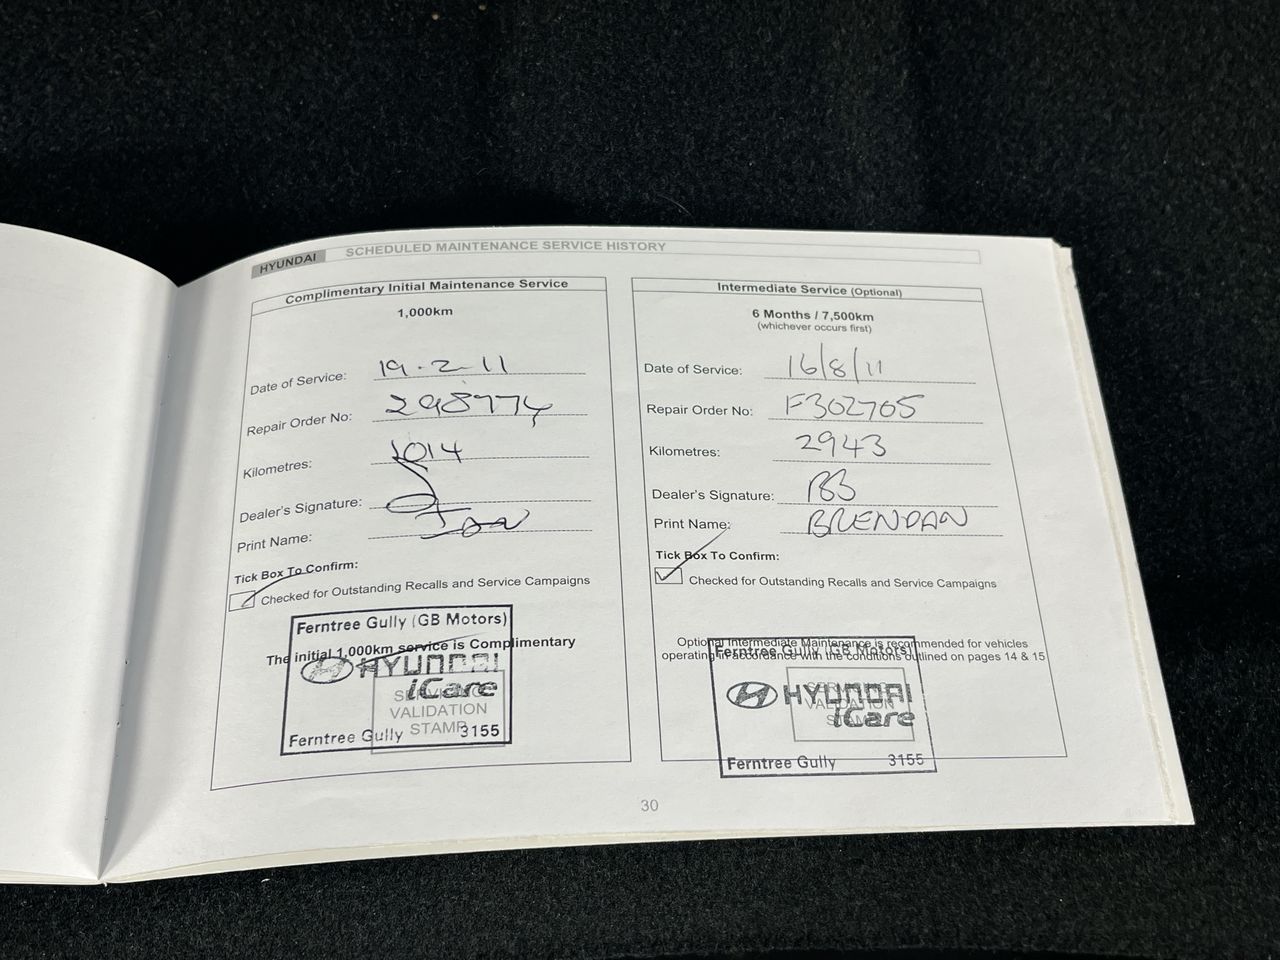 HYUNDAI SCHEDULED MAINTENANCE SERVICE HISTORY
Complimentary Initial Maintenance Service
1,000km
Date of Service: 19-2-11
Repair Order No: 298774
Kilometres: 1014
Dealer's Signature:
Print Name:
Tick Box To Confirm:
Checked for Outstanding Recalls and Service Campaigns
Ferntree Gully (GB Motors)
The initial 1,000km service is Complimentary
HYUNDAI
iCare
SERVICE
VALIDATION
STAMP
Ferntree Gully 3155
Intermediate Service (Optional)
6 Months / 7,500km
(whichever occurs first)
Date of Service: 16/8/11
Repair Order No: F302705
Kilometres: 2943
Dealer's Signature: BB
Print Name: BRENDAN
Tick Box To Confirm:
Checked for Outstanding Recalls and Service Campaigns
Optional Intermediate Maintenance is recommended for vehicles
operating in accordance with the conditions outlined on pages 14 & 15
Ferntree Gully (GB Motors)
HYUNDAI
iCare
SERVICE
VALIDATION
STAMP
Ferntree Gully 3155
30